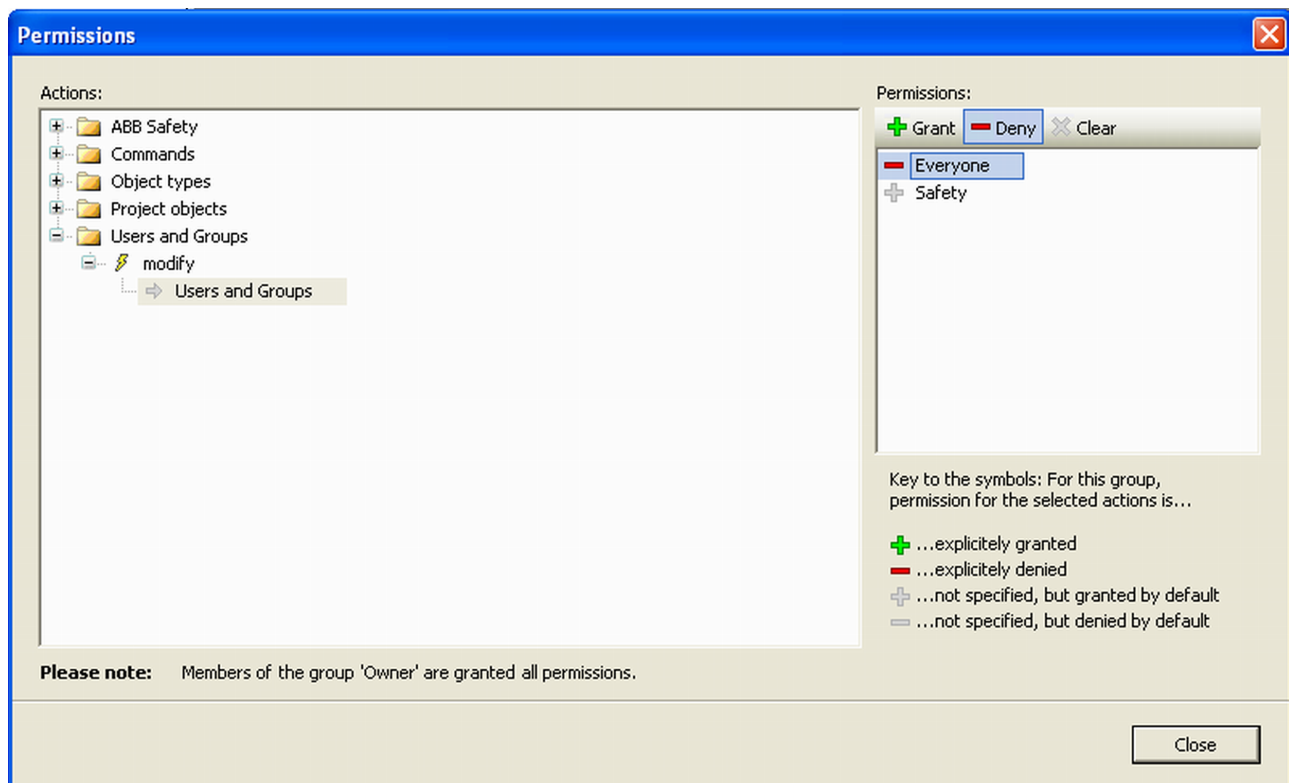 Permissions
Actions:
ABB Safety
Commands
Object types
Project objects
Users and Groups
modify
Users and Groups
Permissions:
Grant Deny Clear
Everyone
Safety
Key to the symbols: For this group,
permission for the selected actions is...
...explicitely granted
...explicitely denied
...not specified, but granted by default
...not specified, but denied by default
Please note: Members of the group 'Owner' are granted all permissions.
Close